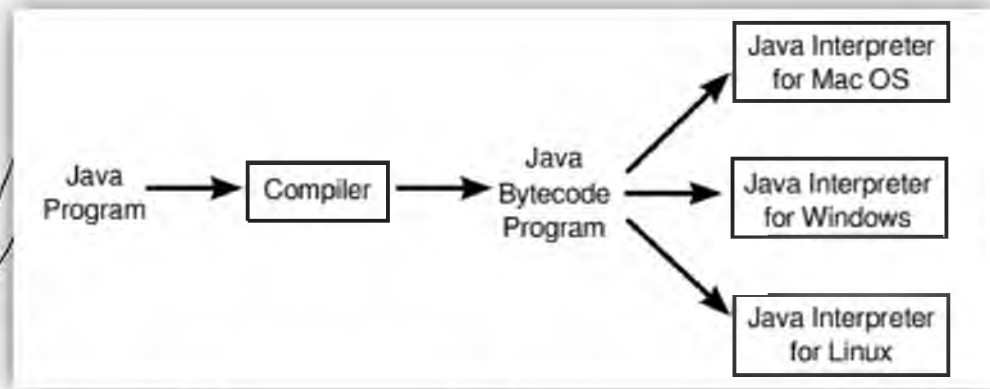 Java
Program
Compiler
Java
Bytecode
Program
Java Interpreter
for Mac OS
Java Interpreter
for Windows
Java Interpreter
for Linux